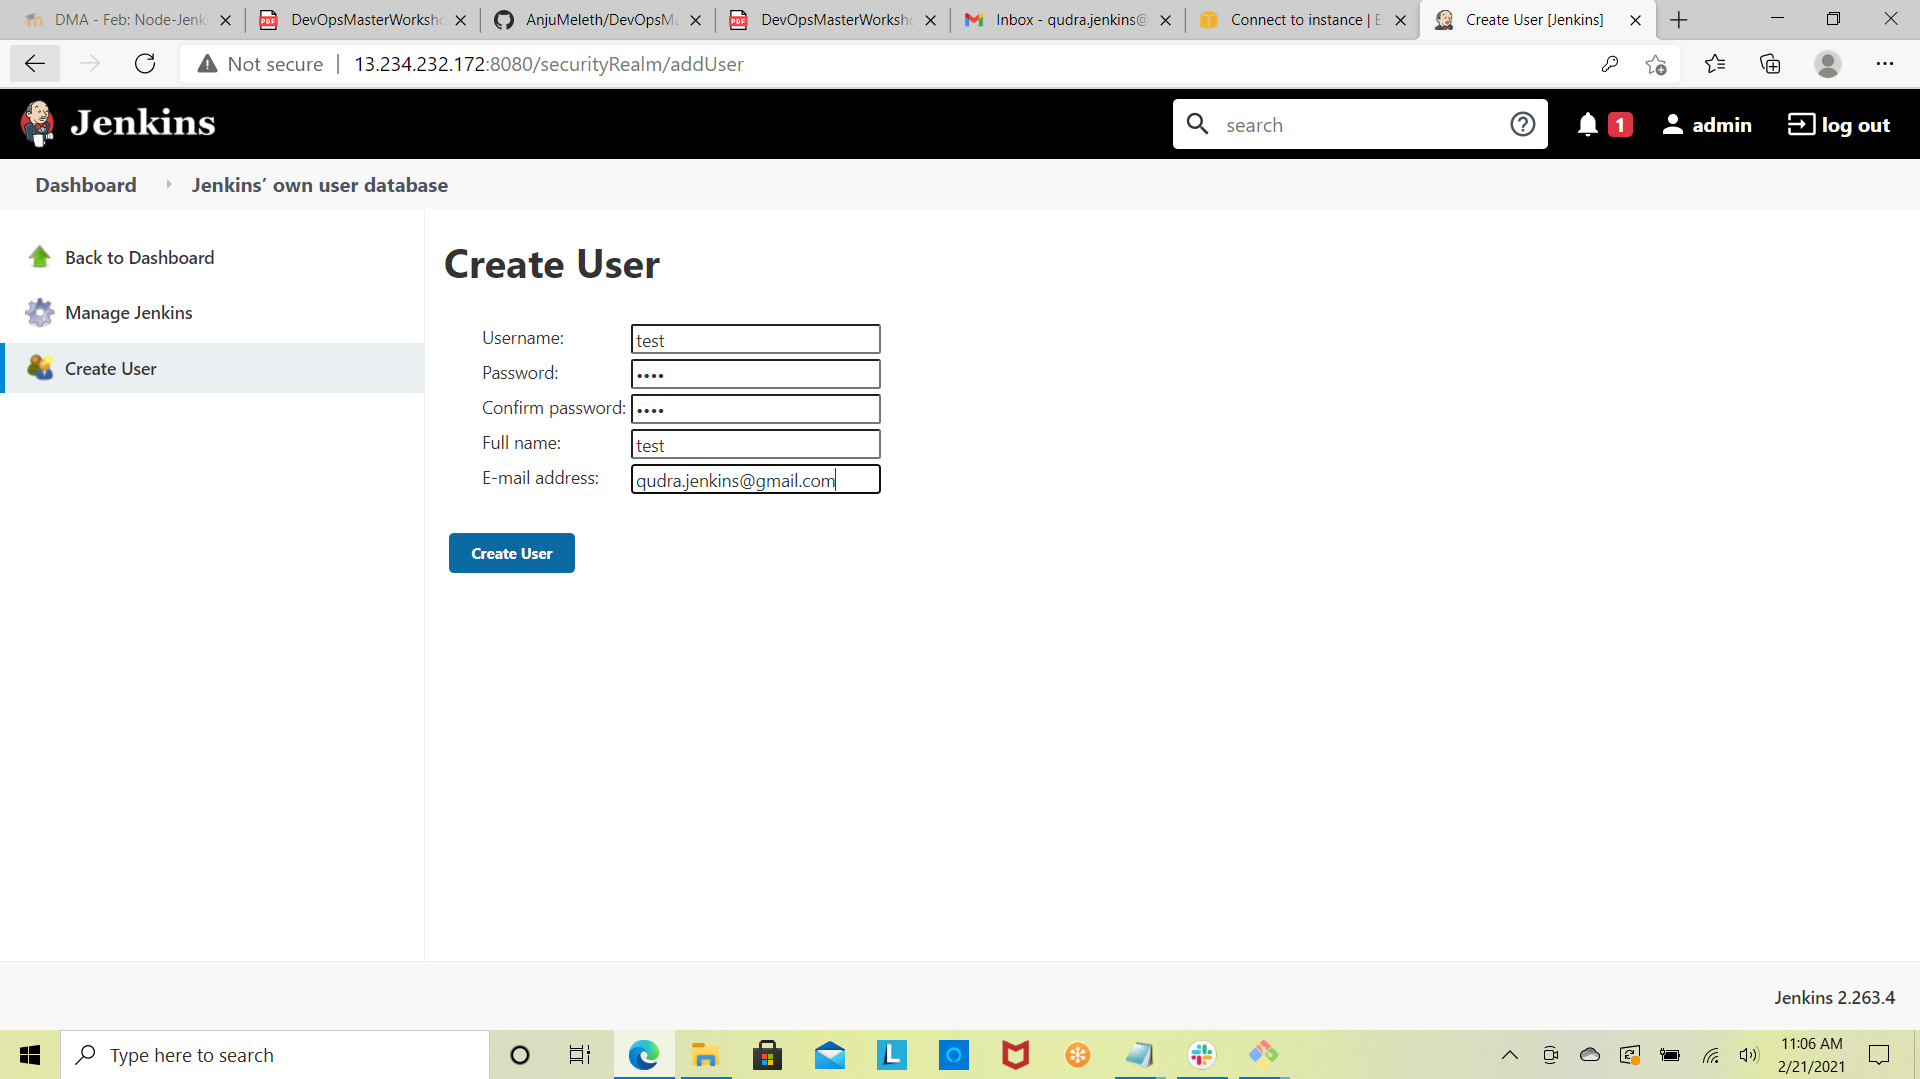 DMA - Feb: Node-Jenk
DevOpsMasterWorksh
AnjuMeleth/DevOpsMa
DevOpsMasterWorksh
Inbox - qudra.jenkins@
Connect to instance | E
Create User [Jenkins]
Not secure | 13.234.232.172:8080/securityRealm/addUser
Jenkins
search
1
admin
log out
Dashboard
Jenkins’ own user database
Back to Dashboard
Manage Jenkins
Create User
Create User
Username: test
Password: ••••
Confirm password: ••••
Full name: test
E-mail address: qudra.jenkins@gmail.com
Create User
Jenkins 2.263.4
Type here to search
11:06 AM
2/21/2021